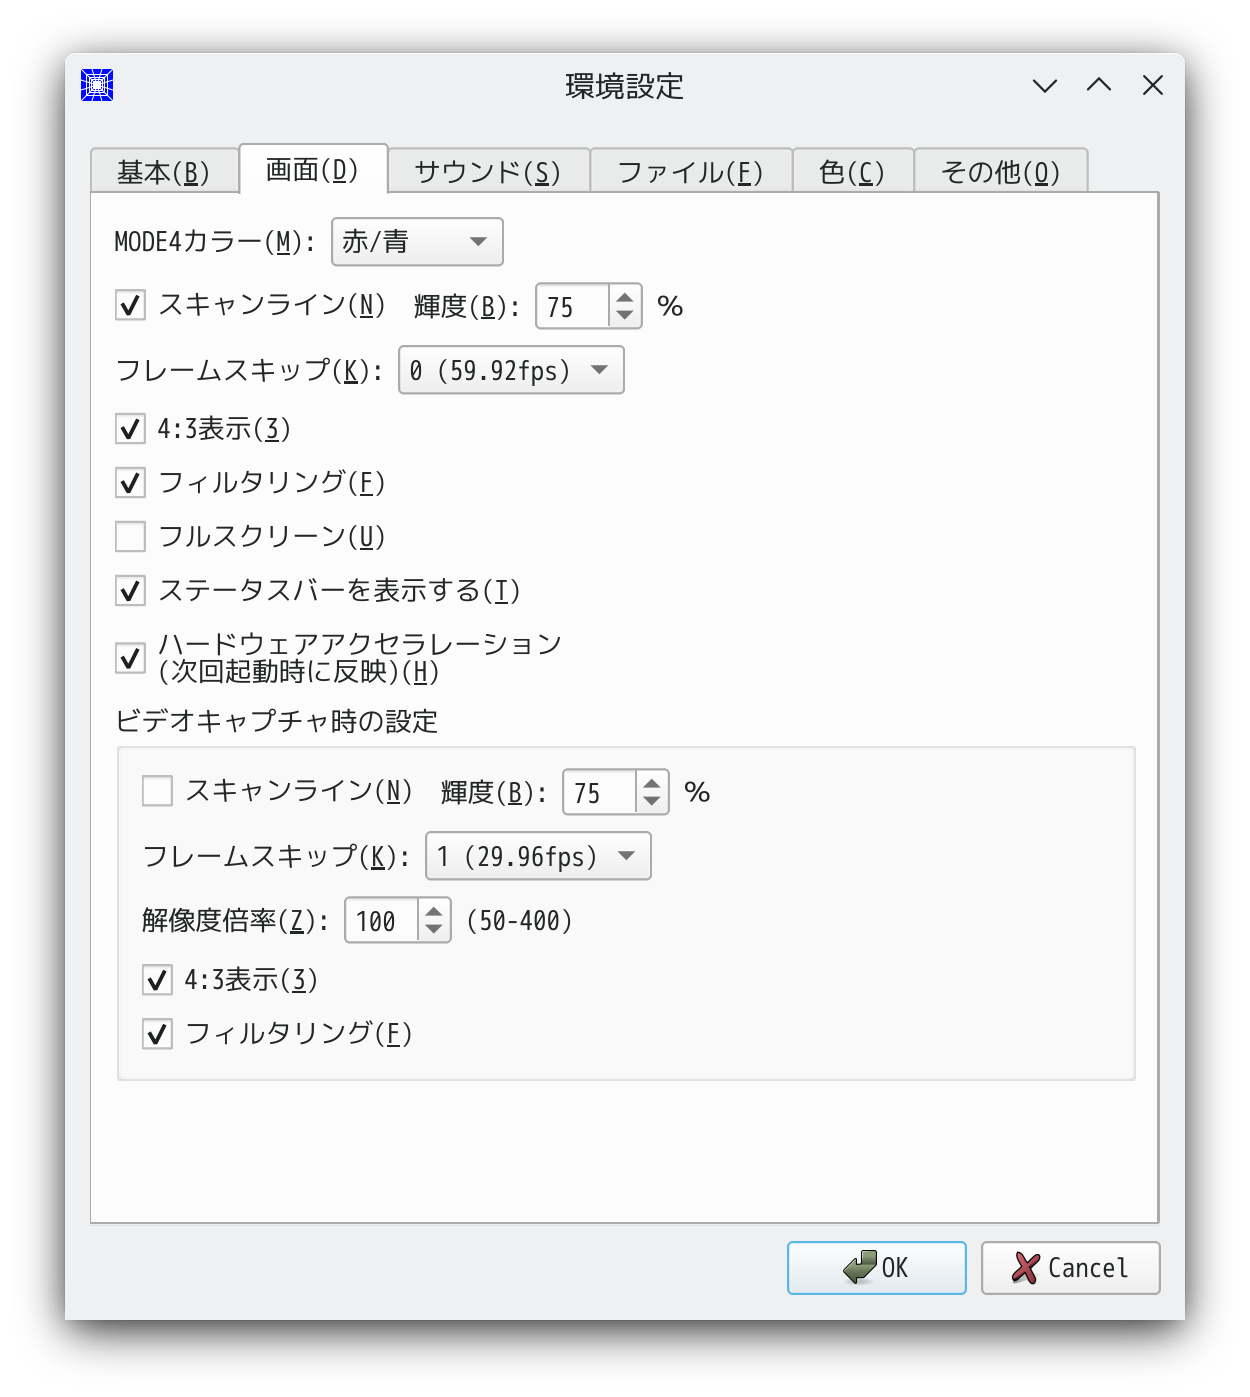 環境設定
基本(B) 画面(D) サウンド(S) ファイル(F) 色(C) その他(O)
MODE4カラー(M): 赤/青
スキャンライン(N) 輝度(B): 75 %
フレームスキップ(K): 0 (59.92fps)
4:3表示(3)
フィルタリング(F)
フルスクリーン(U)
ステータスバーを表示する(T)
ハードウェアアクセラレーション
(次回起動時に反映)(H)
ビデオキャプチャ時の設定
スキャンライン(N) 輝度(B): 75 %
フレームスキップ(K): 1 (29.96fps)
解像度倍率(Z): 100 (50-400)
4:3表示(3)
フィルタリング(F)
OK Cancel